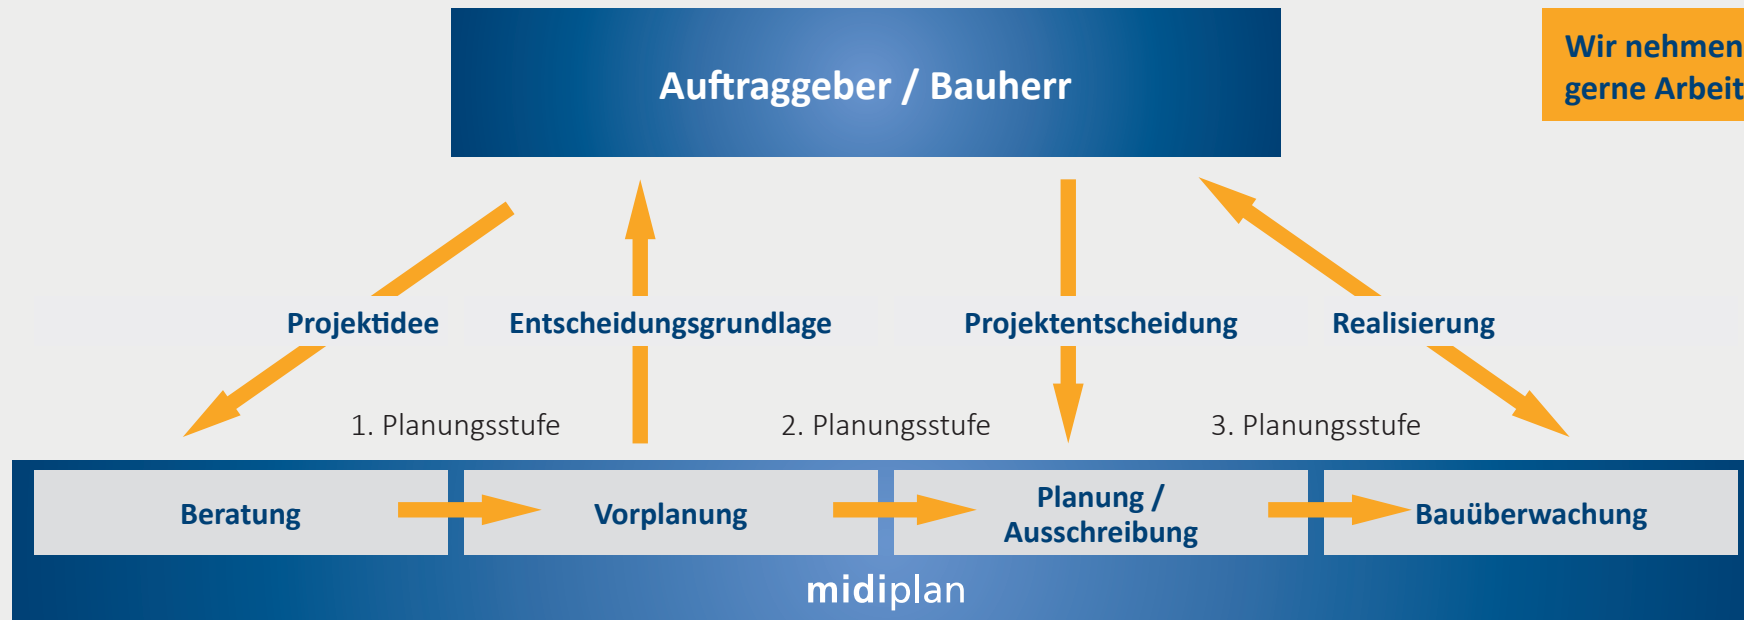 Auftraggeber / Bauherr
Wir nehmen
gerne Arbeit
Projektidee
Entscheidungsgrundlage
Projektentscheidung
Realisierung
1. Planungsstufe
2. Planungsstufe
3. Planungsstufe
Beratung
Vorplanung
Planung /
Ausschreibung
Bauüberwachung
midiplan